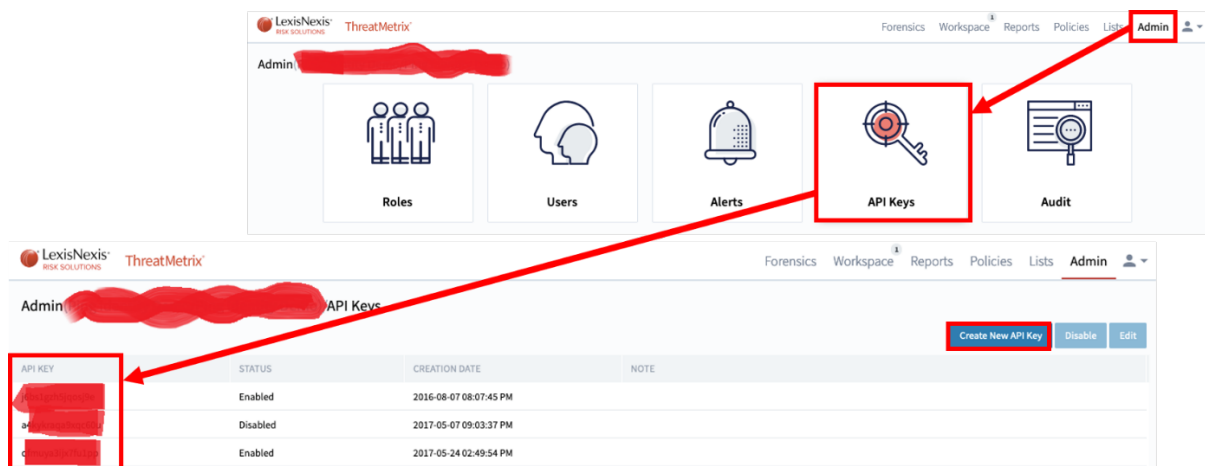 LexisNexis
RISK SOLUTIONS
ThreatMetrix
Forensics Workspace 1 Reports Policies Lists Admin
Admin
Roles Users Alerts API Keys Audit
LexisNexis
RISK SOLUTIONS
ThreatMetrix
Forensics Workspace 1 Reports Policies Lists Admin
Admin API Keys
Create New API Key Disable Edit
API KEY STATUS CREATION DATE NOTE
Enabled 2016-08-07 08:07:45 PM
Disabled 2017-05-07 09:03:37 PM
Enabled 2017-05-24 02:49:54 PM